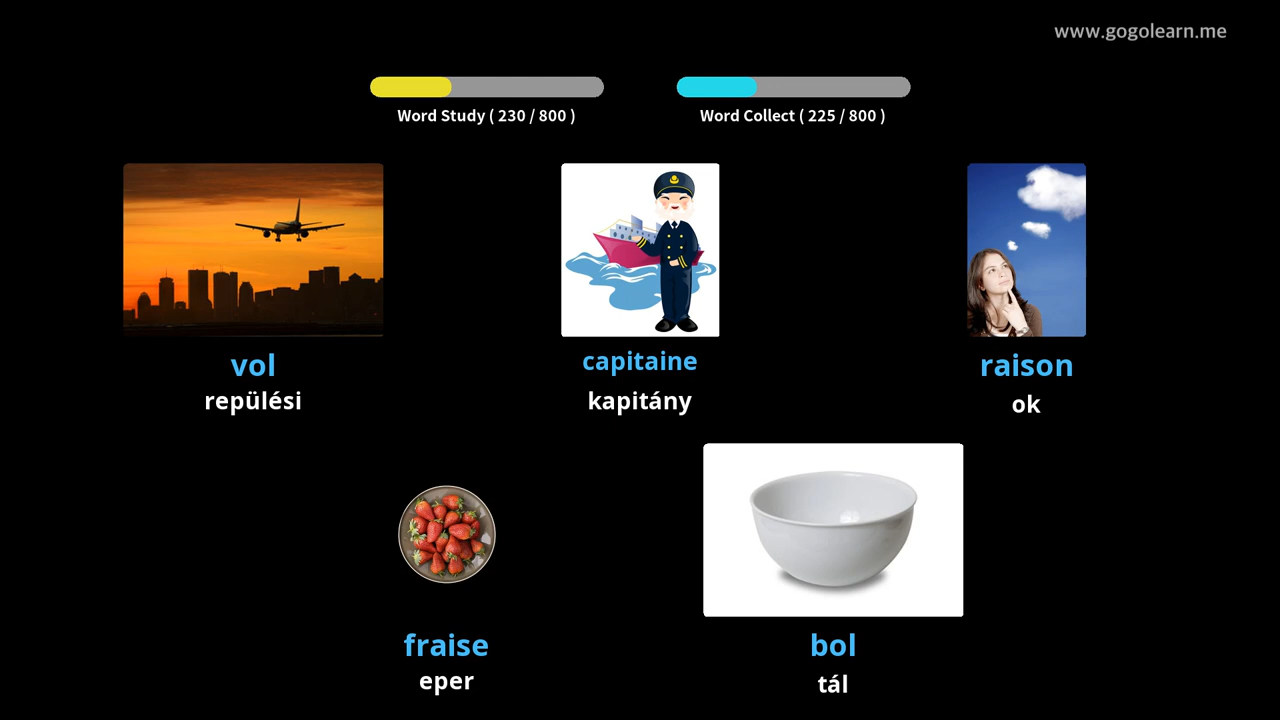 www.gogolearn.me
Word Study ( 230 / 800 )
Word Collect ( 225 / 800 )
vol
repülési
capitaine
kapitány
raison
ok
fraise
eper
bol
tál